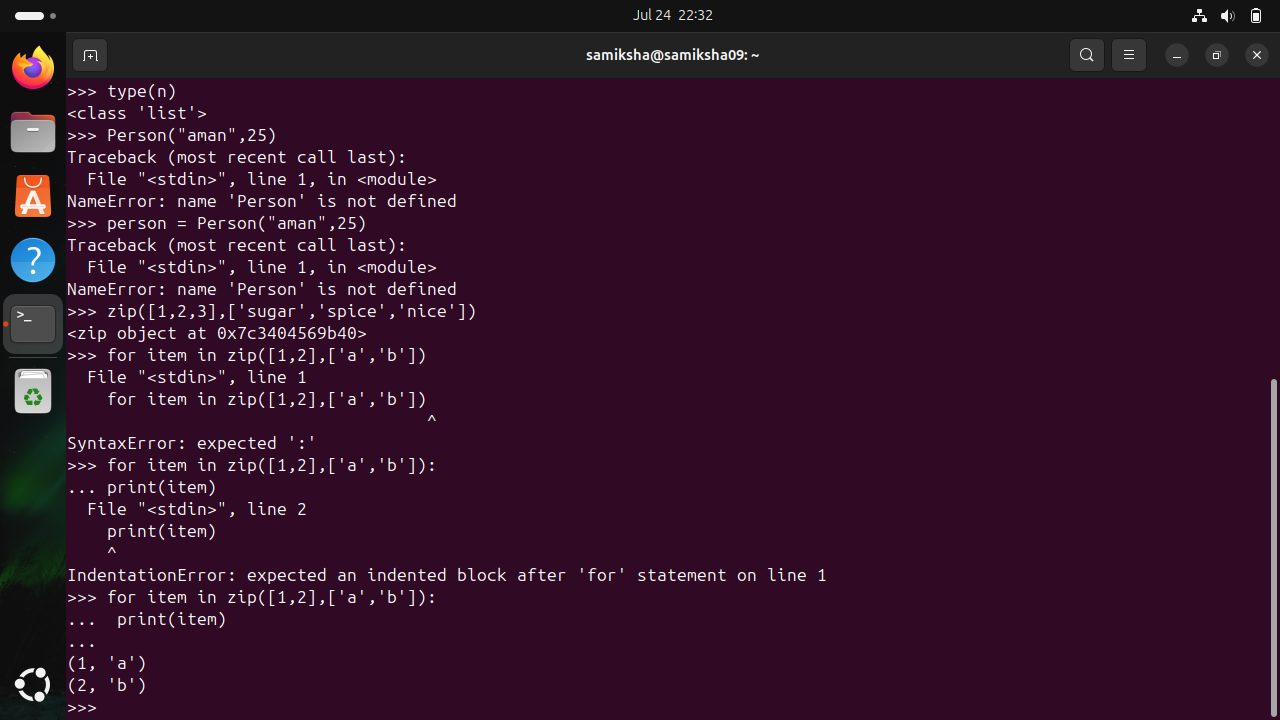 Jul 24 22:32
samiksha@samiksha09: ~
>>> type(n)
<class 'list'>
>>> Person("aman",25)
Traceback (most recent call last):
  File "<stdin>", line 1, in <module>
NameError: name 'Person' is not defined
>>> person = Person("aman",25)
Traceback (most recent call last):
  File "<stdin>", line 1, in <module>
NameError: name 'Person' is not defined
>>> zip([1,2,3],['sugar','spice','nice'])
<zip object at 0x7c3404569b40>
>>> for item in zip([1,2],['a','b'])
  File "<stdin>", line 1
    for item in zip([1,2],['a','b'])
                                    ^
SyntaxError: expected ':'
>>> for item in zip([1,2],['a','b']):
... print(item)
  File "<stdin>", line 2
    print(item)
    ^
IndentationError: expected an indented block after 'for' statement on line 1
>>> for item in zip([1,2],['a','b']):
...  print(item)
...
(1, 'a')
(2, 'b')
>>>